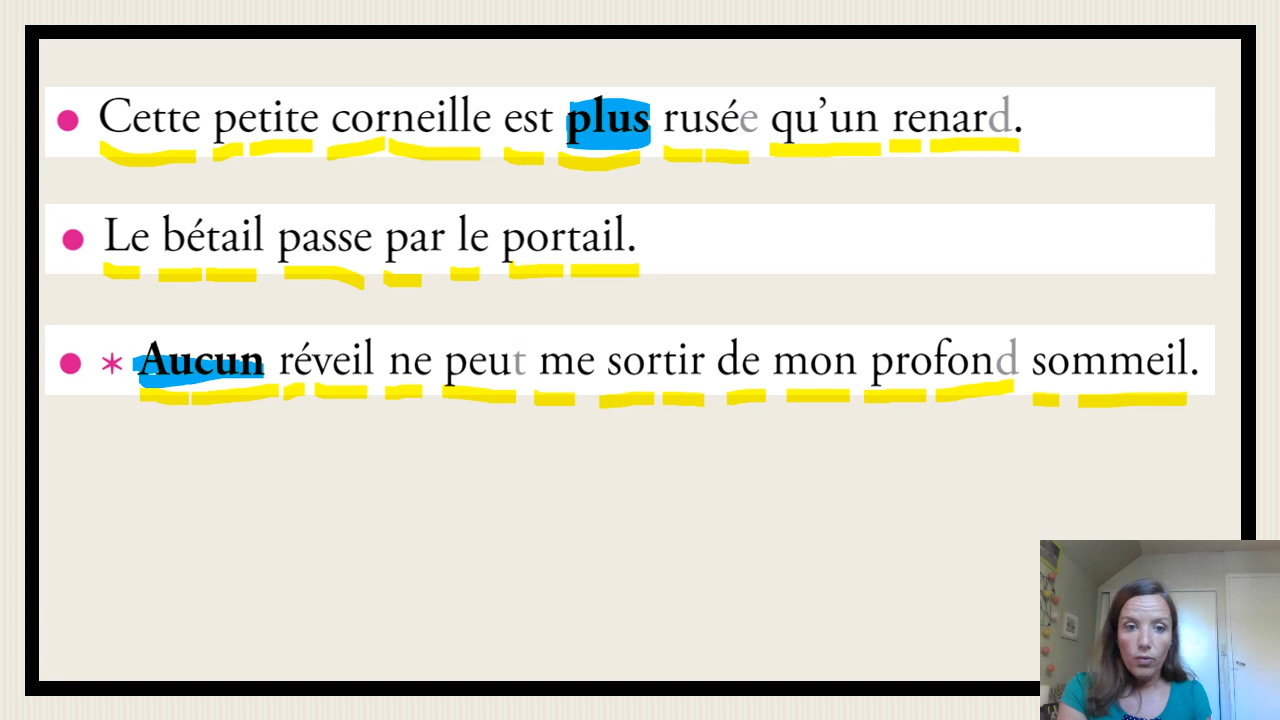 • Cette petite corneille est plus rusée qu’un renard.
• Le bétail passe par le portail.
• * Aucun réveil ne peut me sortir de mon profond sommeil.